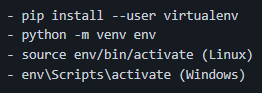 - pip install --user virtualenv
- python -m venv env
- source env/bin/activate (Linux)
- env\Scripts\activate (Windows)